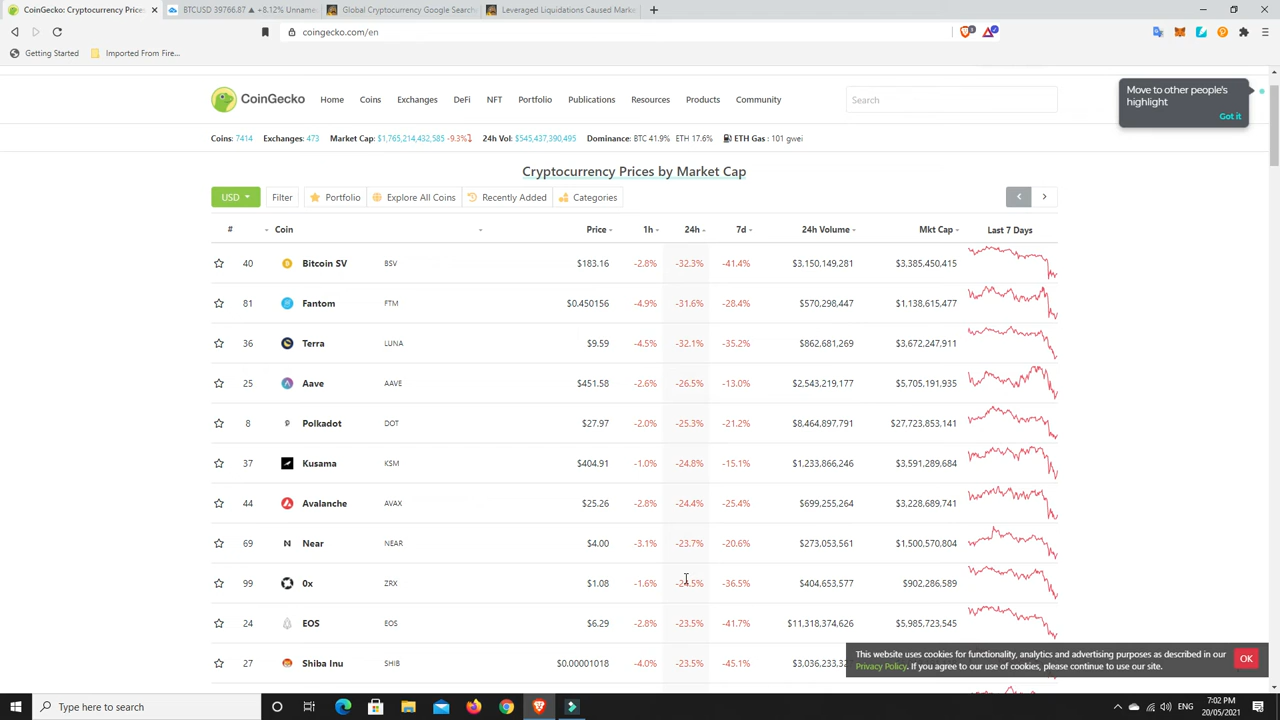 CoinGecko: Cryptocurrency Prices
BTCUSD 39766.87 ▲ +8.12% Unname
Global Cryptocurrency Google Search
Leveraged Liquidations Caused Mark
coingecko.com/en
Getting Started Imported From Fire...
CoinGecko Home Coins Exchanges DeFi NFT Portfolio Publications Resources Products Community Search
Move to other people's
highlight
Got it
Coins: 7414 Exchanges: 473 Market Cap: $1,765,214,432,585 -9.3% 24h Vol: $545,437,390,495 Dominance: BTC 41.9% ETH 17.6% ETH Gas: 101 gwei
Cryptocurrency Prices by Market Cap
USD Filter Portfolio Explore All Coins Recently Added Categories
# Coin Price 1h 24h 7d 24h Volume Mkt Cap Last 7 Days
40 Bitcoin SV BSV $183.16 -2.8% -32.3% -41.4% $3,150,149,281 $3,385,450,415
81 Fantom FTM $0.450156 -4.9% -31.6% -28.4% $570,298,447 $1,138,615,477
36 Terra LUNA $9.59 -4.5% -32.1% -35.2% $862,681,269 $3,672,247,911
25 Aave AAVE $451.58 -2.6% -26.5% -13.0% $2,543,219,177 $5,705,191,935
8 Polkadot DOT $27.97 -2.0% -25.3% -21.2% $8,464,897,791 $27,723,853,141
37 Kusama KSM $404.91 -1.0% -24.8% -15.1% $1,233,866,246 $3,591,289,684
44 Avalanche AVAX $25.26 -2.8% -24.4% -25.4% $699,255,264 $3,228,689,741
69 Near NEAR $4.00 -3.1% -23.7% -20.6% $273,053,561 $1,500,570,804
99 0x ZRX $1.08 -1.6% -36.5% $404,653,577 $902,286,589
24 EOS EOS $6.29 -2.8% -23.5% -41.7% $11,318,374,626 $5,985,723,545
27 Shiba Inu SHIB $0.00001018 -4.0% -23.5% -45.1%
This website uses cookies for functionality, analytics and advertising purposes as described in our
Privacy Policy. If you agree to our use of cookies, please continue to use our site.
OK
Type here to search
ENG
7:02 PM
20/05/2021